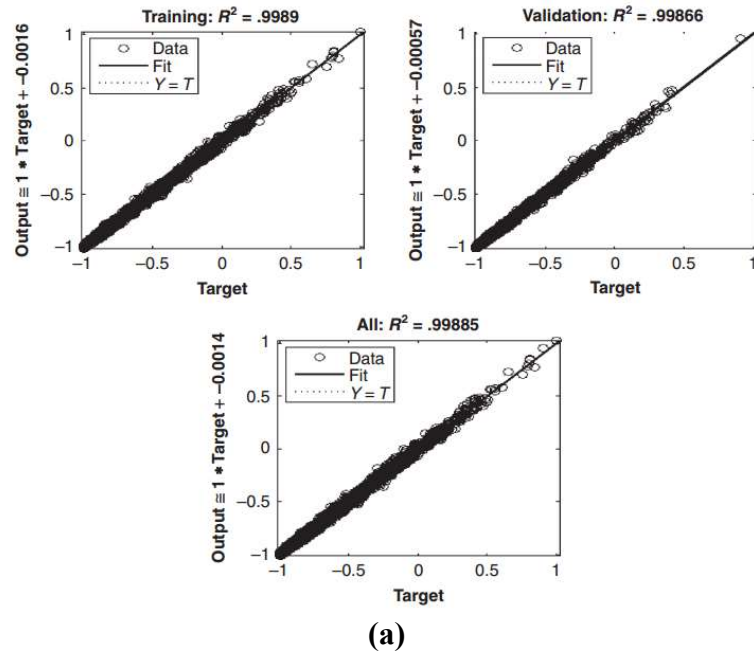 Training: R² = .9989
Output ≅ 1 * Target + −0.0016
1
0.5
0
−0.5
−1
Data
Fit
Y = T
−1 −0.5 0 0.5 1
Target
Validation: R² = .99866
Output ≅ 1 * Target + −0.00057
1
0.5
0
−0.5
−1
Data
Fit
Y = T
−1 −0.5 0 0.5 1
Target
All: R² = .99885
Output ≅ 1 * Target + −0.0014
1
0.5
0
−0.5
−1
Data
Fit
Y = T
−1 −0.5 0 0.5 1
Target
(a)